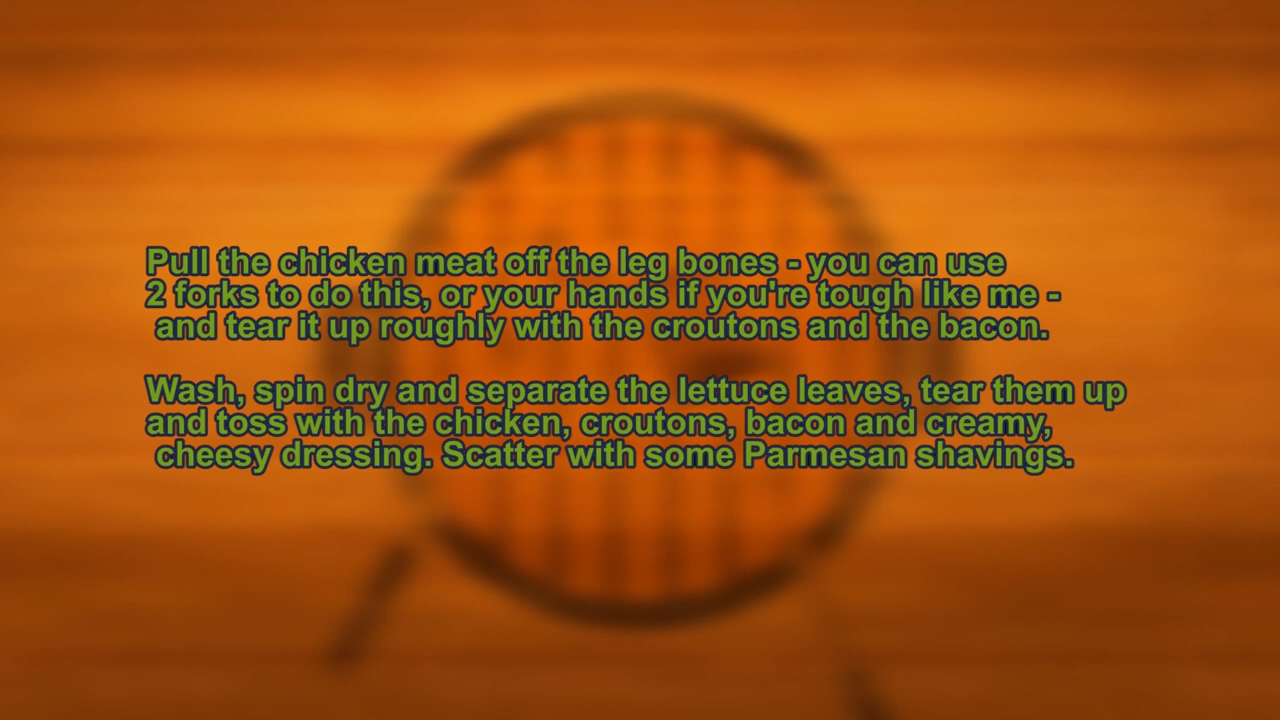 Pull the chicken meat off the leg bones - you can use
2 forks to do this, or your hands if you're tough like me -
and tear it up roughly with the croutons and the bacon.
Wash, spin dry and separate the lettuce leaves, tear them up
and toss with the chicken, croutons, bacon and creamy,
cheesy dressing. Scatter with some Parmesan shavings.